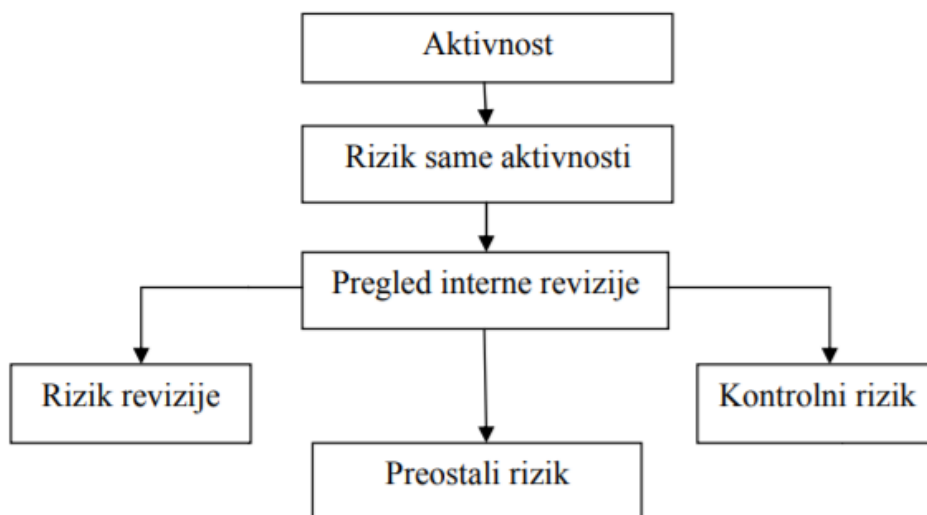 Aktivnost
Rizik same aktivnosti
Pregled interne revizije
Rizik revizije
Kontrolni rizik
Preostali rizik